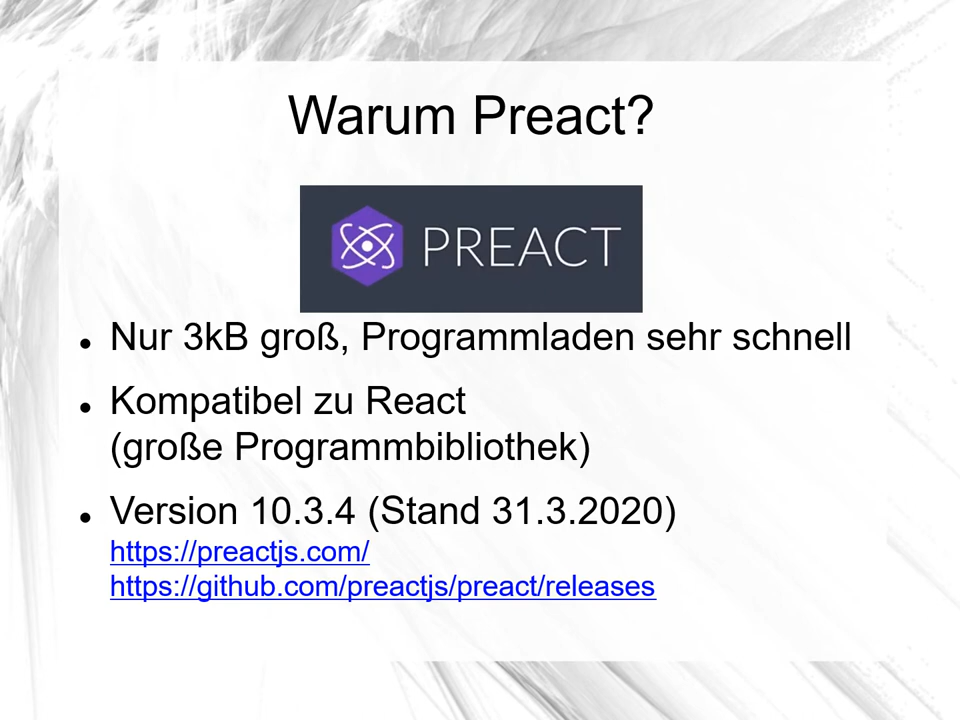 Warum Preact?
PREACT
● Nur 3kB groß, Programmladen sehr schnell
● Kompatibel zu React
(große Programmbibliothek)
● Version 10.3.4 (Stand 31.3.2020)
https://preactjs.com/
https://github.com/preactjs/preact/releases